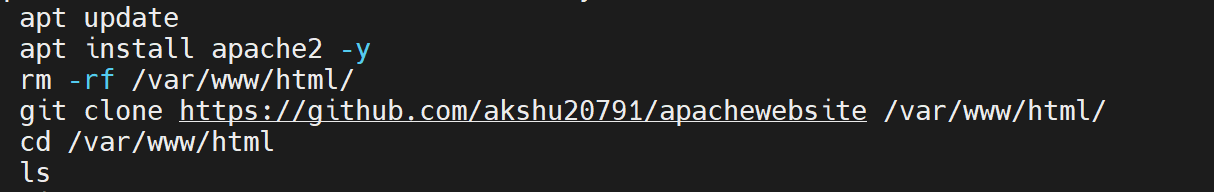 apt update
apt install apache2 -y
rm -rf /var/www/html/
git clone https://github.com/akshu20791/apachewebsite /var/www/html/
cd /var/www/html
ls